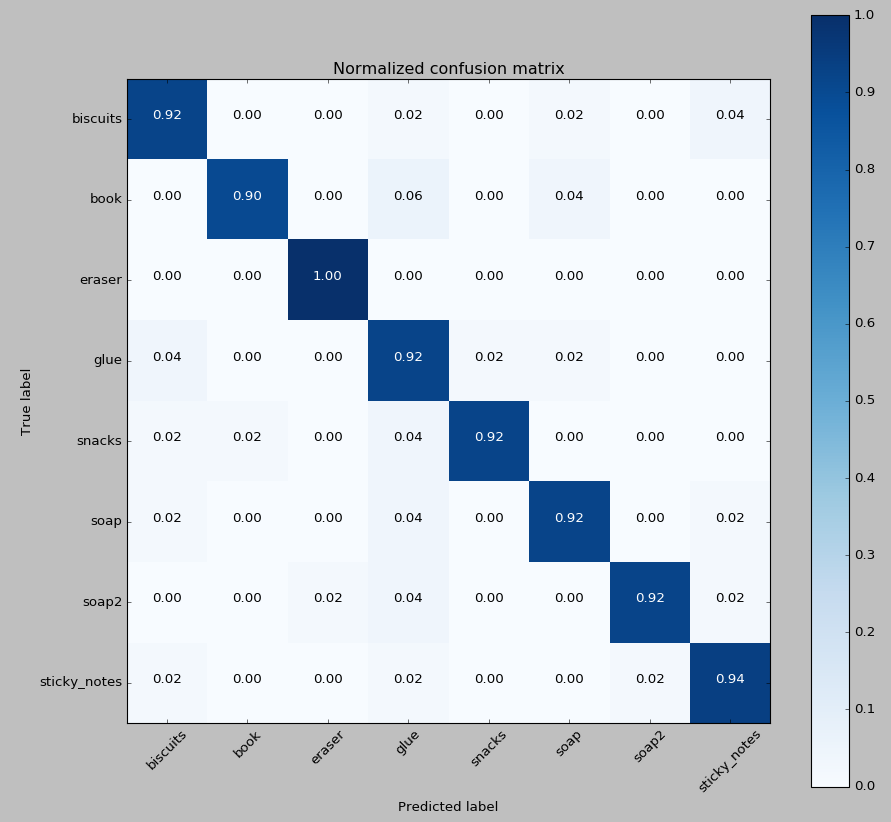 Normalized confusion matrix
biscuits 0.92 0.00 0.00 0.02 0.00 0.02 0.00 0.04
book 0.00 0.90 0.00 0.06 0.00 0.04 0.00 0.00
eraser 0.00 0.00 1.00 0.00 0.00 0.00 0.00 0.00
glue 0.04 0.00 0.00 0.92 0.02 0.02 0.00 0.00
snacks 0.02 0.02 0.00 0.04 0.92 0.00 0.00 0.00
soap 0.02 0.00 0.00 0.04 0.00 0.92 0.00 0.02
soap2 0.00 0.00 0.02 0.04 0.00 0.00 0.92 0.02
sticky_notes 0.02 0.00 0.00 0.02 0.00 0.00 0.02 0.94
biscuits book eraser glue snacks soap soap2 sticky_notes
True label
Predicted label
1.0
0.9
0.8
0.7
0.6
0.5
0.4
0.3
0.2
0.1
0.0